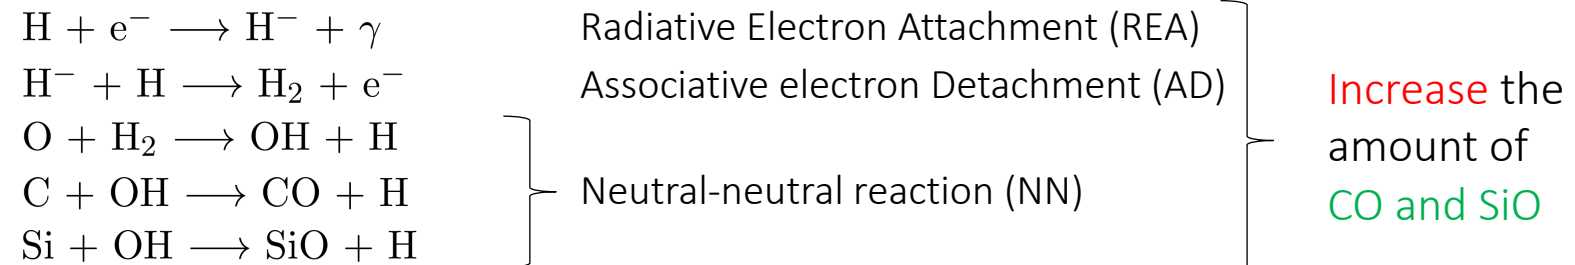 H + e⁻ ⟶ H⁻ + γ Radiative Electron Attachment (REA)
H⁻ + H ⟶ H₂ + e⁻ Associative electron Detachment (AD)
O + H₂ ⟶ OH + H
C + OH ⟶ CO + H Neutral-neutral reaction (NN)
Si + OH ⟶ SiO + H
Increase the
amount of
CO and SiO